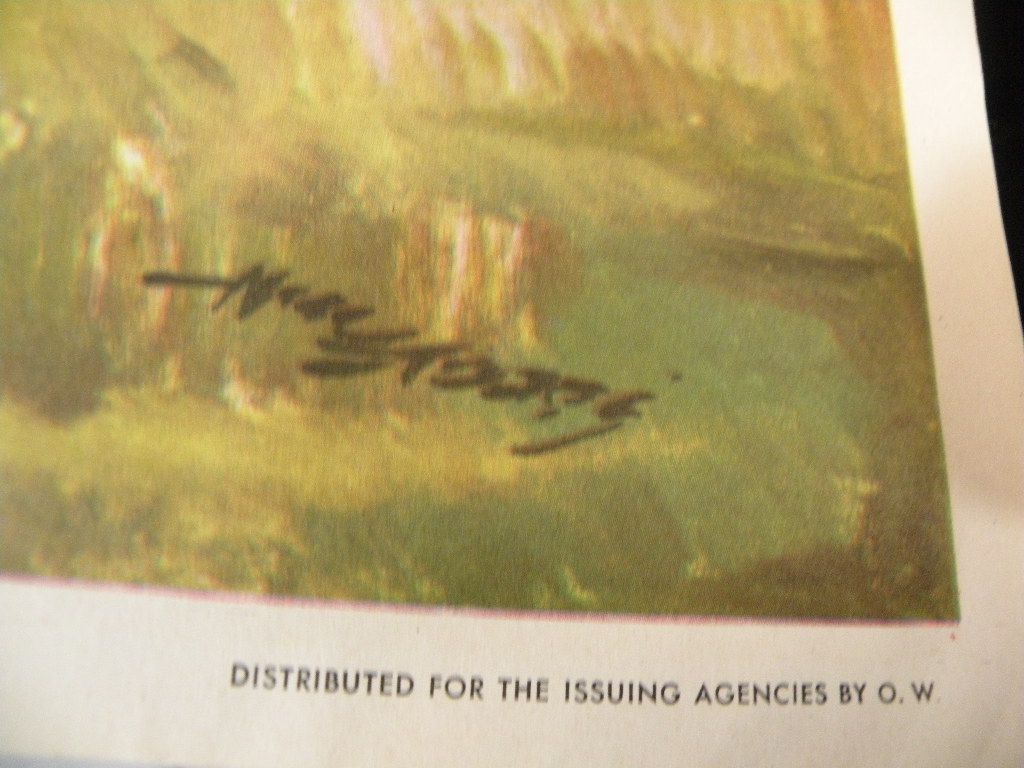 DISTRIBUTED FOR THE ISSUING AGENCIES BY O. W.